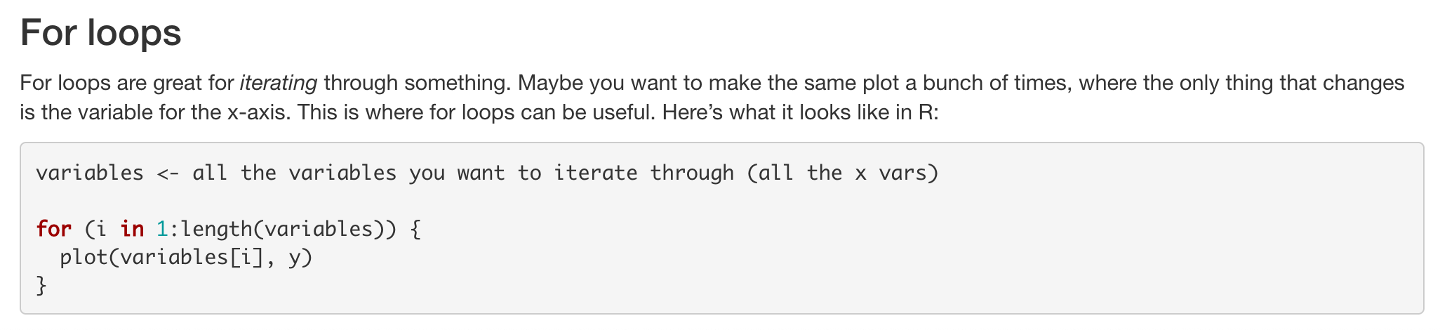 For loops
For loops are great for iterating through something. Maybe you want to make the same plot a bunch of times, where the only thing that changes
is the variable for the x-axis. This is where for loops can be useful. Here’s what it looks like in R:
variables <- all the variables you want to iterate through (all the x vars)
for (i in 1:length(variables)) {
  plot(variables[i], y)
}